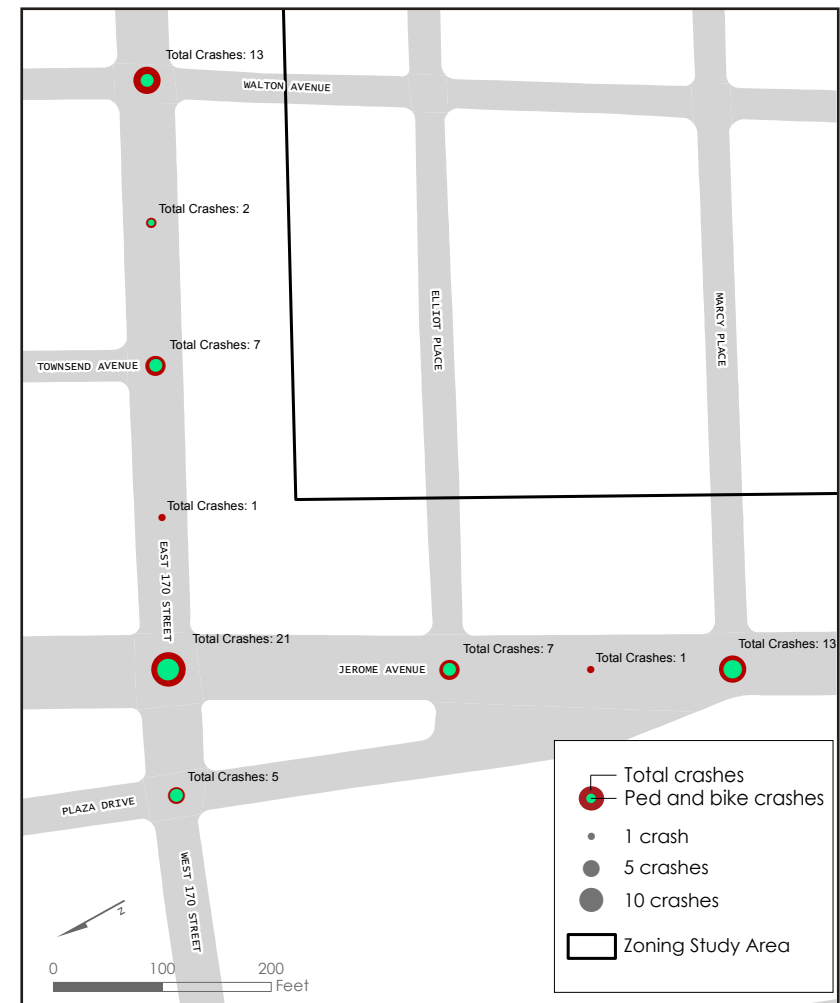 Total Crashes: 13
WALTON AVENUE
Total Crashes: 2
ELLIOT PLACE
MARCY PLACE
Total Crashes: 7
TOWNSEND AVENUE
Total Crashes: 1
EAST 170 STREET
Total Crashes: 21
JEROME AVENUE
Total Crashes: 7
Total Crashes: 1
Total Crashes: 13
Total Crashes: 5
PLAZA DRIVE
WEST 170 STREET
Total crashes
Ped and bike crashes
1 crash
5 crashes
10 crashes
Zoning Study Area
N
0 100 200
Feet